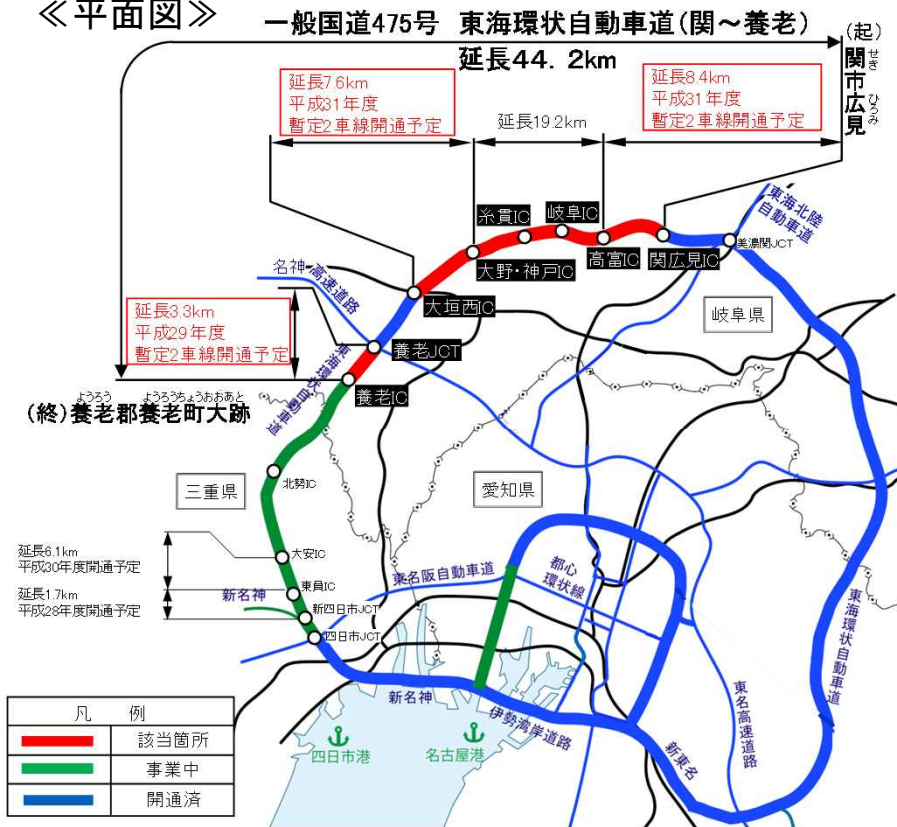 ≪平面図≫
一般国道475号 東海環状自動車道(関～養老)
延長44.2km
(起)
関市広見
せき
ひろみ
延長7.6km
平成31年度
暫定2車線開通予定
延長19.2km
延長8.4km
平成31年度
暫定2車線開通予定
東海北陸
自動車道
糸貫IC
岐阜IC
大野・神戸IC
高富IC
関広見IC
美濃関JCT
名神高速道路
大垣西IC
岐阜県
延長3.3km
平成29年度
暫定2車線開通予定
養老JCT
東海環状自動車道
養老IC
ようろう
ようろうちょうおおあと
(終)養老郡養老町大跡
北勢IC
三重県
愛知県
延長6.1km
平成30年度開通予定
大安IC
延長1.7km
平成28年度開通予定
新名神
東員IC
新四日市JCT
四日市JCT
東名阪自動車道
都心
環状線
東海環状自動車道
新名神
伊勢湾岸道路
新東名
東名高速道路
四日市港
名古屋港
凡 例
該当箇所
事業中
開通済